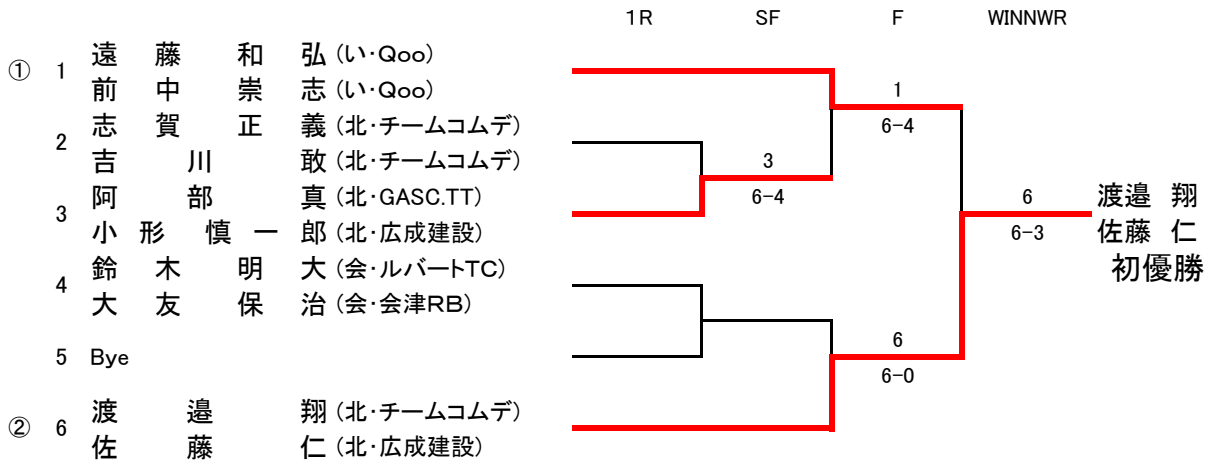 1R SF F WINNWR
① 1 遠藤和弘 (い・Qoo)
前中崇志 (い・Qoo)
2 志賀正義 (北・チームコムデ)
吉川敢 (北・チームコムデ)
3 阿部真 (北・GASC.TT)
小形慎一郎 (北・広成建設)
4 鈴木明大 (会・ルバートTC)
大友保治 (会・会津RB)
5 Bye
② 6 渡邉翔 (北・チームコムデ)
佐藤仁 (北・広成建設)
3
6-4
1
6-4
6
6-0
6
6-3
渡邉 翔
佐藤 仁
初優勝